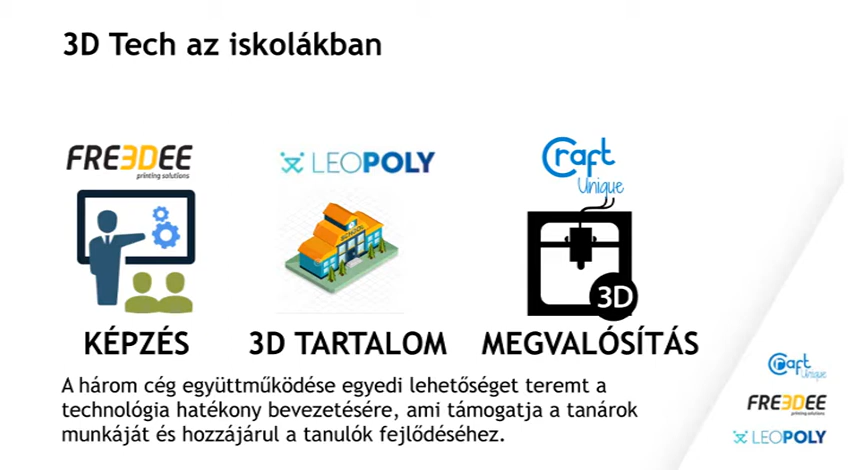 3D Tech az iskolákban
FRE3DEE
printing solutions
LEOPOLY
Craft
Unique
SCHOOL
3D
KÉPZÉS
3D TARTALOM
MEGVALÓSÍTÁS
A három cég együttműködése egyedi lehetőséget teremt a
technológia hatékony bevezetésére, ami támogatja a tanárok
munkáját és hozzájárul a tanulók fejlődéséhez.
Craft
Unique
FRE3DEE
printing solutions
LEOPOLY